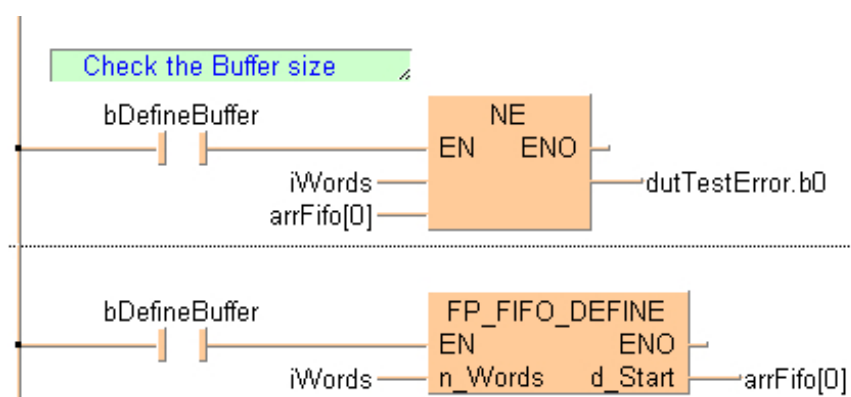 Check the Buffer size
bDefineBuffer
NE
EN ENO
iWords
dutTestError.b0
arrFifo[0]
bDefineBuffer
FP_FIFO_DEFINE
EN ENO
iWords n_Words d_Start arrFifo[0]